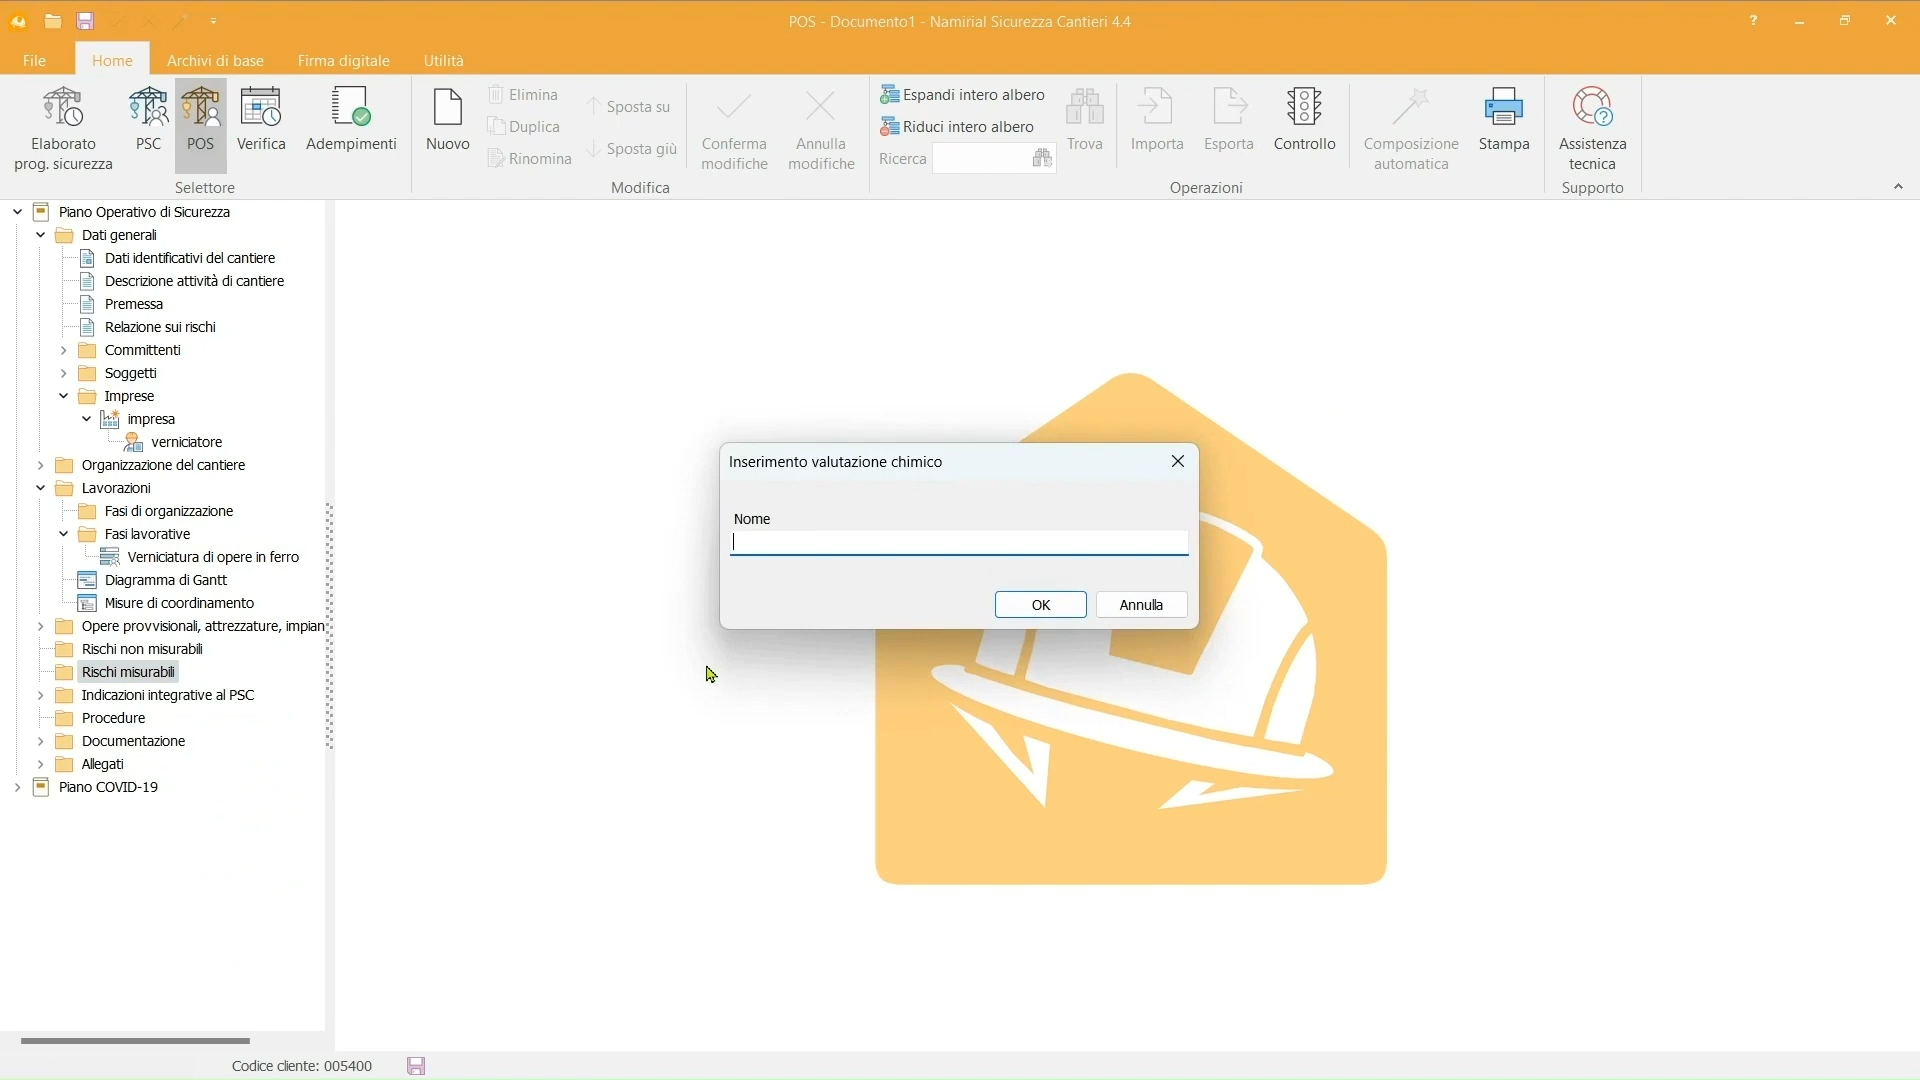 POS - Documento1 - Namirial Sicurezza Cantieri 4.4
?
File
Home
Archivi di base
Firma digitale
Utilità
Elaborato
prog. sicurezza
PSC
POS
Verifica
Adempimenti
Selettore
Nuovo
Elimina
Duplica
Rinomina
Sposta su
Sposta giù
Conferma
modifiche
Annulla
modifiche
Modifica
Espandi intero albero
Riduci intero albero
Ricerca
Trova
Importa
Esporta
Controllo
Operazioni
Composizione
automatica
Stampa
Assistenza
tecnica
Supporto
Piano Operativo di Sicurezza
Dati generali
Dati identificativi del cantiere
Descrizione attività di cantiere
Premessa
Relazione sui rischi
Committenti
Soggetti
Imprese
impresa
verniciatore
Organizzazione del cantiere
Lavorazioni
Fasi di organizzazione
Fasi lavorative
Verniciatura di opere in ferro
Diagramma di Gantt
Misure di coordinamento
Opere provvisionali, attrezzature, impian
Rischi non misurabili
Rischi misurabili
Indicazioni integrative al PSC
Procedure
Documentazione
Allegati
Piano COVID-19
Inserimento valutazione chimico
Nome
OK
Annulla
Codice cliente: 005400